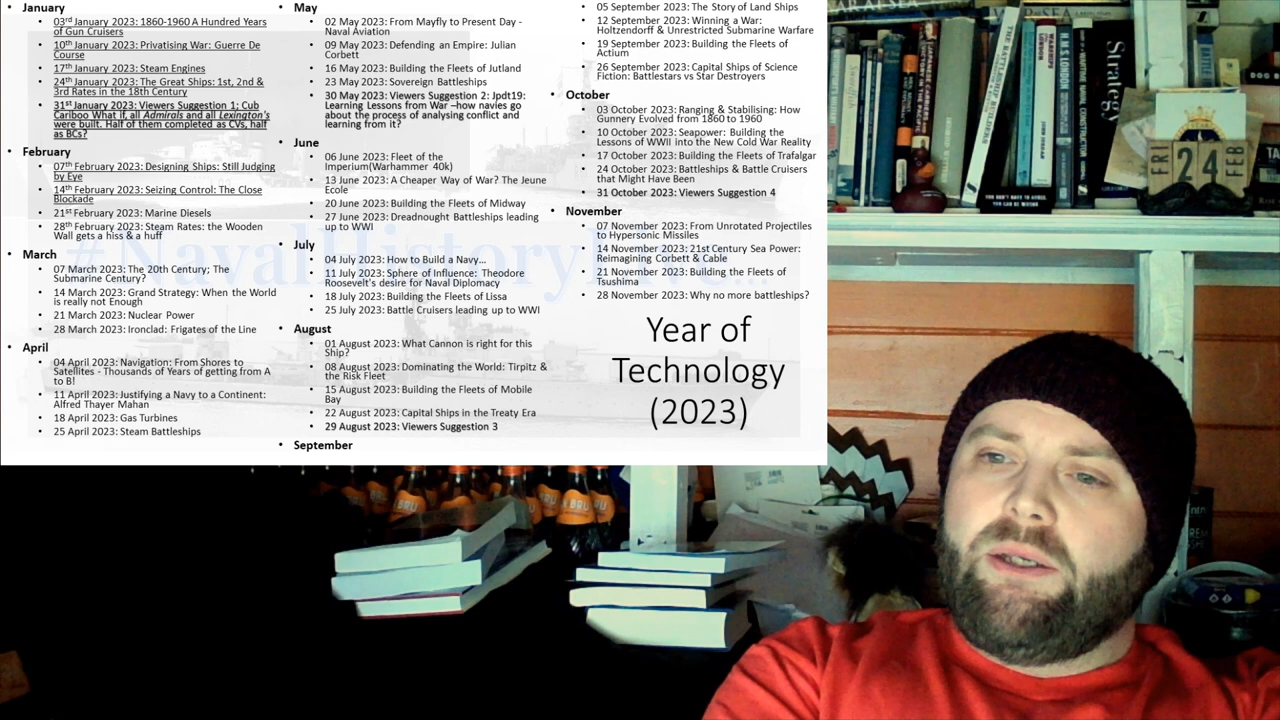 January
03rd January 2023: 1860-1960 A Hundred Years
of Gun Cruisers
10th January 2023: Privatising War: Guerre De
Course
17th January 2023: Steam Engines
24th January 2023: The Great Ships: 1st, 2nd &
3rd Rates in the 18th Century
31st January 2023: Viewers Suggestion 1; Cub
Cariboo What if, all Admirals and all Lexington's
were built. Half of them completed as CVs, half
as BCs?
February
07th February 2023: Designing Ships: Still Judging
by Eye
14th February 2023: Seizing Control: The Close
Blockade
21st February 2023: Marine Diesels
28th February 2023: Steam Rates: the Wooden
Wall gets a hiss & a huff
March
07 March 2023: The 20th Century; The
Submarine Century?
14 March 2023: Grand Strategy: When the World
is really not Enough
21 March 2023: Nuclear Power
28 March 2023: Ironclad: Frigates of the Line
April
04 April 2023: Navigation: From Shores to
Satellites - Thousands of Years of getting from A
to B!
11 April 2023: Justifying a Navy to a Continent:
Alfred Thayer Mahan
18 April 2023: Gas Turbines
25 April 2023: Steam Battleships
May
02 May 2023: From Mayfly to Present Day -
Naval Aviation
09 May 2023: Defending an Empire: Julian
Corbett
16 May 2023: Building the Fleets of Jutland
23 May 2023: Sovereign Battleships
30 May 2023: Viewers Suggestion 2: Jpdt19:
Learning Lessons from War –how navies go
about the process of analysing conflict and
learning from it?
June
06 June 2023: Fleet of the
Imperium(Warhammer 40k)
13 June 2023: A Cheaper Way of War? The Jeune
Ecole
20 June 2023: Building the Fleets of Midway
27 June 2023: Dreadnought Battleships leading
up to WWI
July
04 July 2023: How to Build a Navy…
11 July 2023: Sphere of Influence: Theodore
Roosevelt's desire for Naval Diplomacy
18 July 2023: Building the Fleets of Lissa
25 July 2023: Battle Cruisers leading up to WWI
August
01 August 2023: What Cannon is right for this
Ship?
08 August 2023: Dominating the World: Tirpitz &
the Risk Fleet
15 August 2023: Building the Fleets of Mobile
Bay
22 August 2023: Capital Ships in the Treaty Era
29 August 2023: Viewers Suggestion 3
September
05 September 2023: The Story of Land Ships
12 September 2023: Winning a War:
Holtzendorff & Unrestricted Submarine Warfare
19 September 2023: Building the Fleets of
Actium
26 September 2023: Capital Ships of Science
Fiction: Battlestars vs Star Destroyers
October
03 October 2023: Ranging & Stabilising: How
Gunnery Evolved from 1860 to 1960
10 October 2023: Seapower: Building the
Lessons of WWII into the New Cold War Reality
17 October 2023: Building the Fleets of Trafalgar
24 October 2023: Battleships & Battle Cruisers
that Might Have Been
31 October 2023: Viewers Suggestion 4
November
07 November 2023: From Unrotated Projectiles
to Hypersonic Missiles
14 November 2023: 21st Century Sea Power:
Reimagining Corbett & Cable
21 November 2023: Building the Fleets of
Tsushima
28 November 2023: Why no more battleships?
Year of
Technology
(2023)
Strategy
H.M.S. LONDON
FRI 24 FEB
BRU
BRU